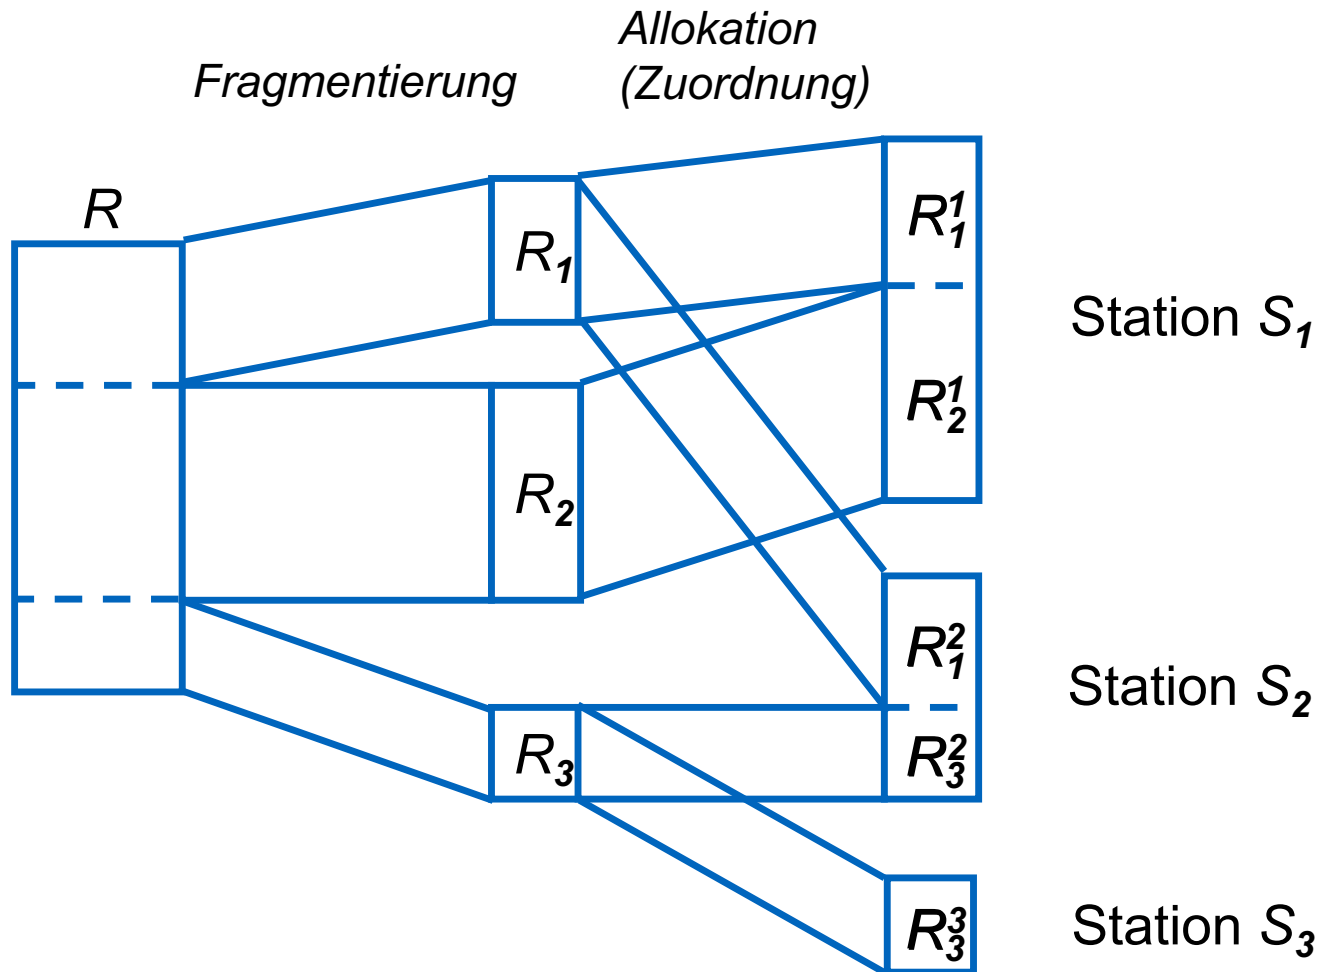 Allokation
Fragmentierung (Zuordnung)
R
R₁
R₂
R₃
R₁¹
R₂¹
Station S₁
R₁²
R₃²
Station S₂
R₃³
Station S₃